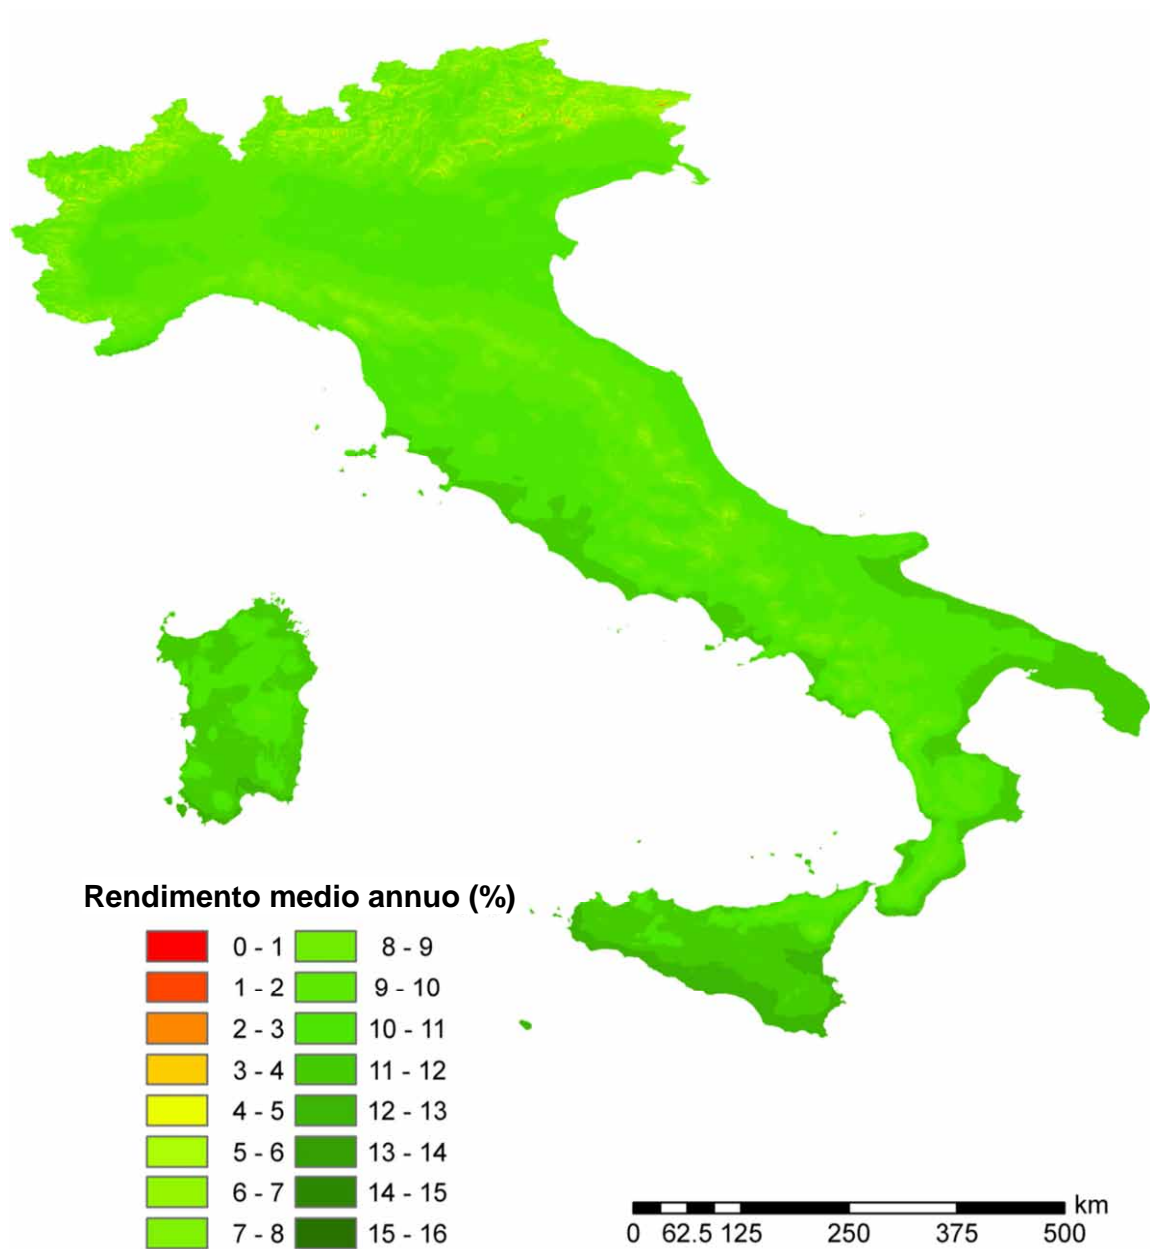 Rendimento medio annuo (%)
0 - 1 8 - 9
1 - 2 9 - 10
2 - 3 10 - 11
3 - 4 11 - 12
4 - 5 12 - 13
5 - 6 13 - 14
6 - 7 14 - 15
7 - 8 15 - 16
km
0 62.5 125 250 375 500